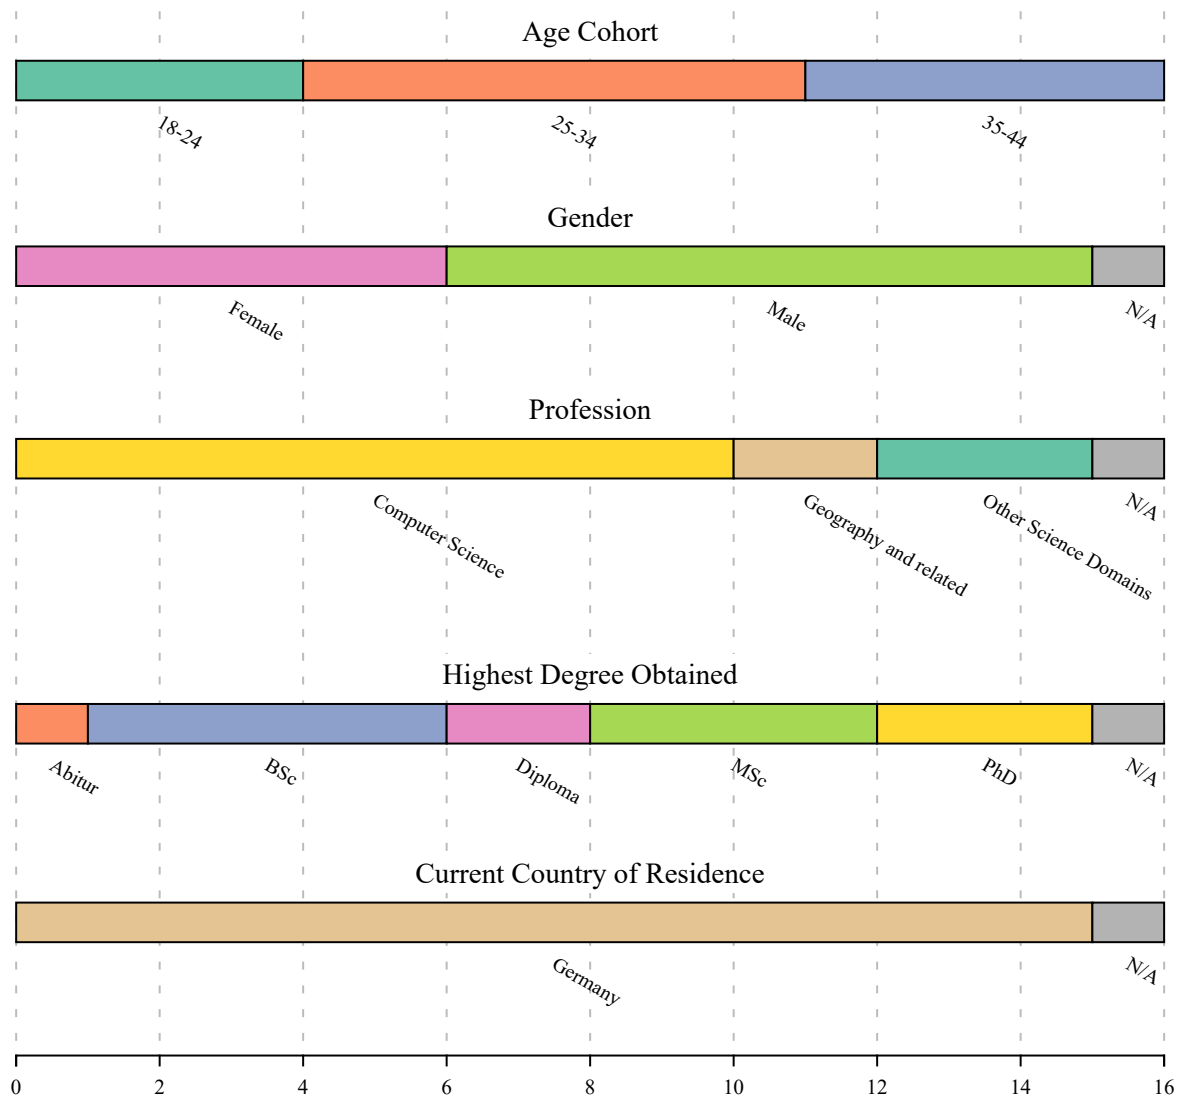 Age Cohort
18-24
25-34
35-44
Gender
Female
Male
N/A
Profession
Computer Science
Geography and related
Other Science Domains
N/A
Highest Degree Obtained
Abitur
BSc
Diploma
MSc
PhD
N/A
Current Country of Residence
Germany
N/A
0 2 4 6 8 10 12 14 16